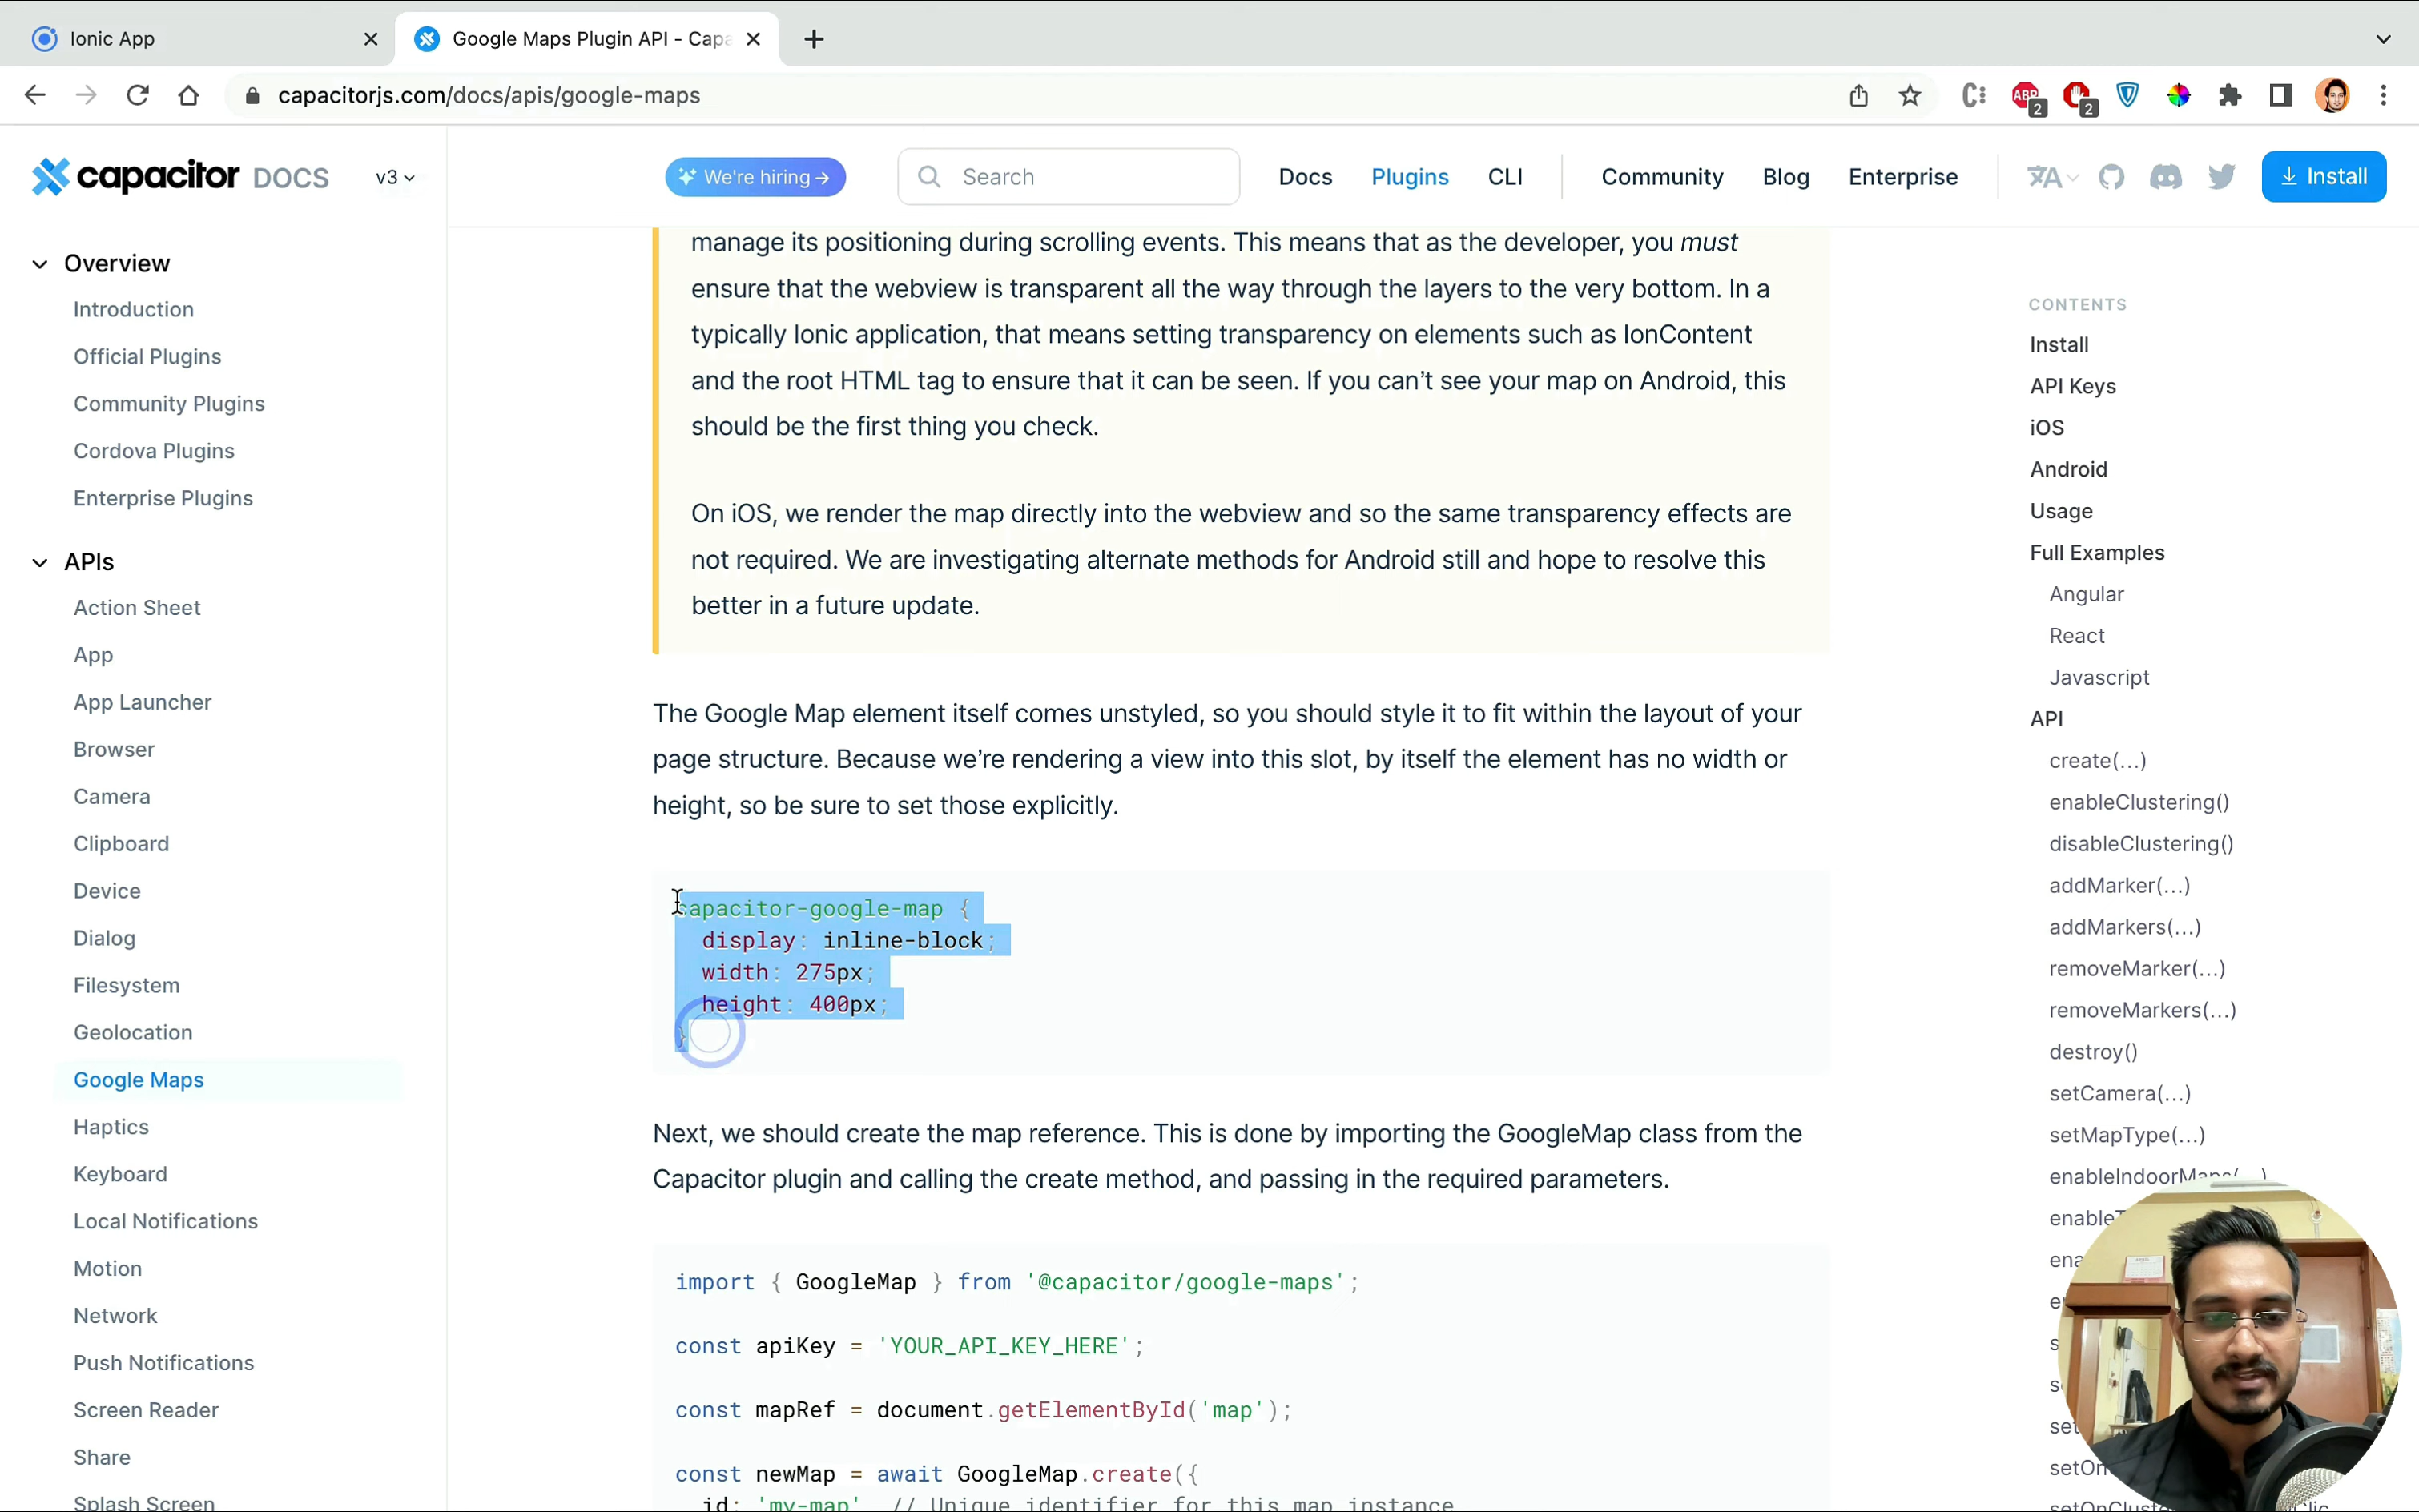 Ionic App
Google Maps Plugin API - Capa
capacitorjs.com/docs/apis/google-maps
ABP 2
2
capacitor DOCS
v3
We're hiring →
Search
Docs
Plugins
CLI
Community
Blog
Enterprise
Install
Overview
Introduction
Official Plugins
Community Plugins
Cordova Plugins
Enterprise Plugins
APIs
Action Sheet
App
App Launcher
Browser
Camera
Clipboard
Device
Dialog
Filesystem
Geolocation
Google Maps
Haptics
Keyboard
Local Notifications
Motion
Network
Push Notifications
Screen Reader
Share
Splash Screen
manage its positioning during scrolling events. This means that as the developer, you must
ensure that the webview is transparent all the way through the layers to the very bottom. In a
typically Ionic application, that means setting transparency on elements such as IonContent
and the root HTML tag to ensure that it can be seen. If you can’t see your map on Android, this
should be the first thing you check.
On iOS, we render the map directly into the webview and so the same transparency effects are
not required. We are investigating alternate methods for Android still and hope to resolve this
better in a future update.
The Google Map element itself comes unstyled, so you should style it to fit within the layout of your
page structure. Because we’re rendering a view into this slot, by itself the element has no width or
height, so be sure to set those explicitly.
capacitor-google-map {
display: inline-block;
width: 275px;
height: 400px;
}
Next, we should create the map reference. This is done by importing the GoogleMap class from the
Capacitor plugin and calling the create method, and passing in the required parameters.
import { GoogleMap } from '@capacitor/google-maps';
const apiKey = 'YOUR_API_KEY_HERE';
const mapRef = document.getElementById('map');
const newMap = await GoogleMap.create({
id: 'my-map', // Unique identifier for this map instance
CONTENTS
Install
API Keys
iOS
Android
Usage
Full Examples
Angular
React
Javascript
API
create(...)
enableClustering()
disableClustering()
addMarker(...)
addMarkers(...)
removeMarker(...)
removeMarkers(...)
destroy()
setCamera(...)
setMapType(...)
enableIndoorMaps(...)